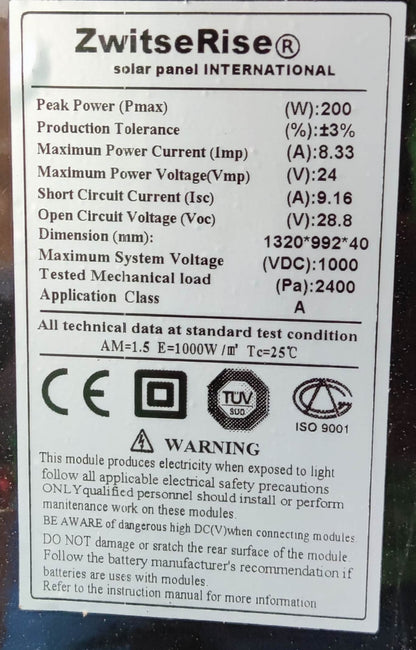 ZwitseRise®
solar panel INTERNATIONAL
Peak Power (Pmax) (W):200
Production Tolerance (%):±3%
Maximun Power Current (Imp) (A):8.33
Maximum Power Voltage(Vmp) (V):24
Short Circuit Current (Isc) (A):9.16
Open Circuit Voltage (Voc) (V):28.8
Dimension (mm): 1320*992*40
Maximum System Voltage (VDC):1000
Tested Mechanical load (Pa):2400
Application Class A
All technical data at standard test condition
AM=1.5 E=1000W/㎡ Tc=25℃
CE
TUV
SUD
ISO 9001
WARNING
This module produces electricity when exposed to light
follow all applicable electrical safety precautions
ONLYqualified personnel should install or perform
manitenance work on these modules
BE AWARE of dangerous high DC(V)when connecting modules
DO NOT damage or sratch the rear surface of the module
Follow the battery manufacturer's recommendation if
batteries are uses with modules.
Refer to the instruction manual for more information